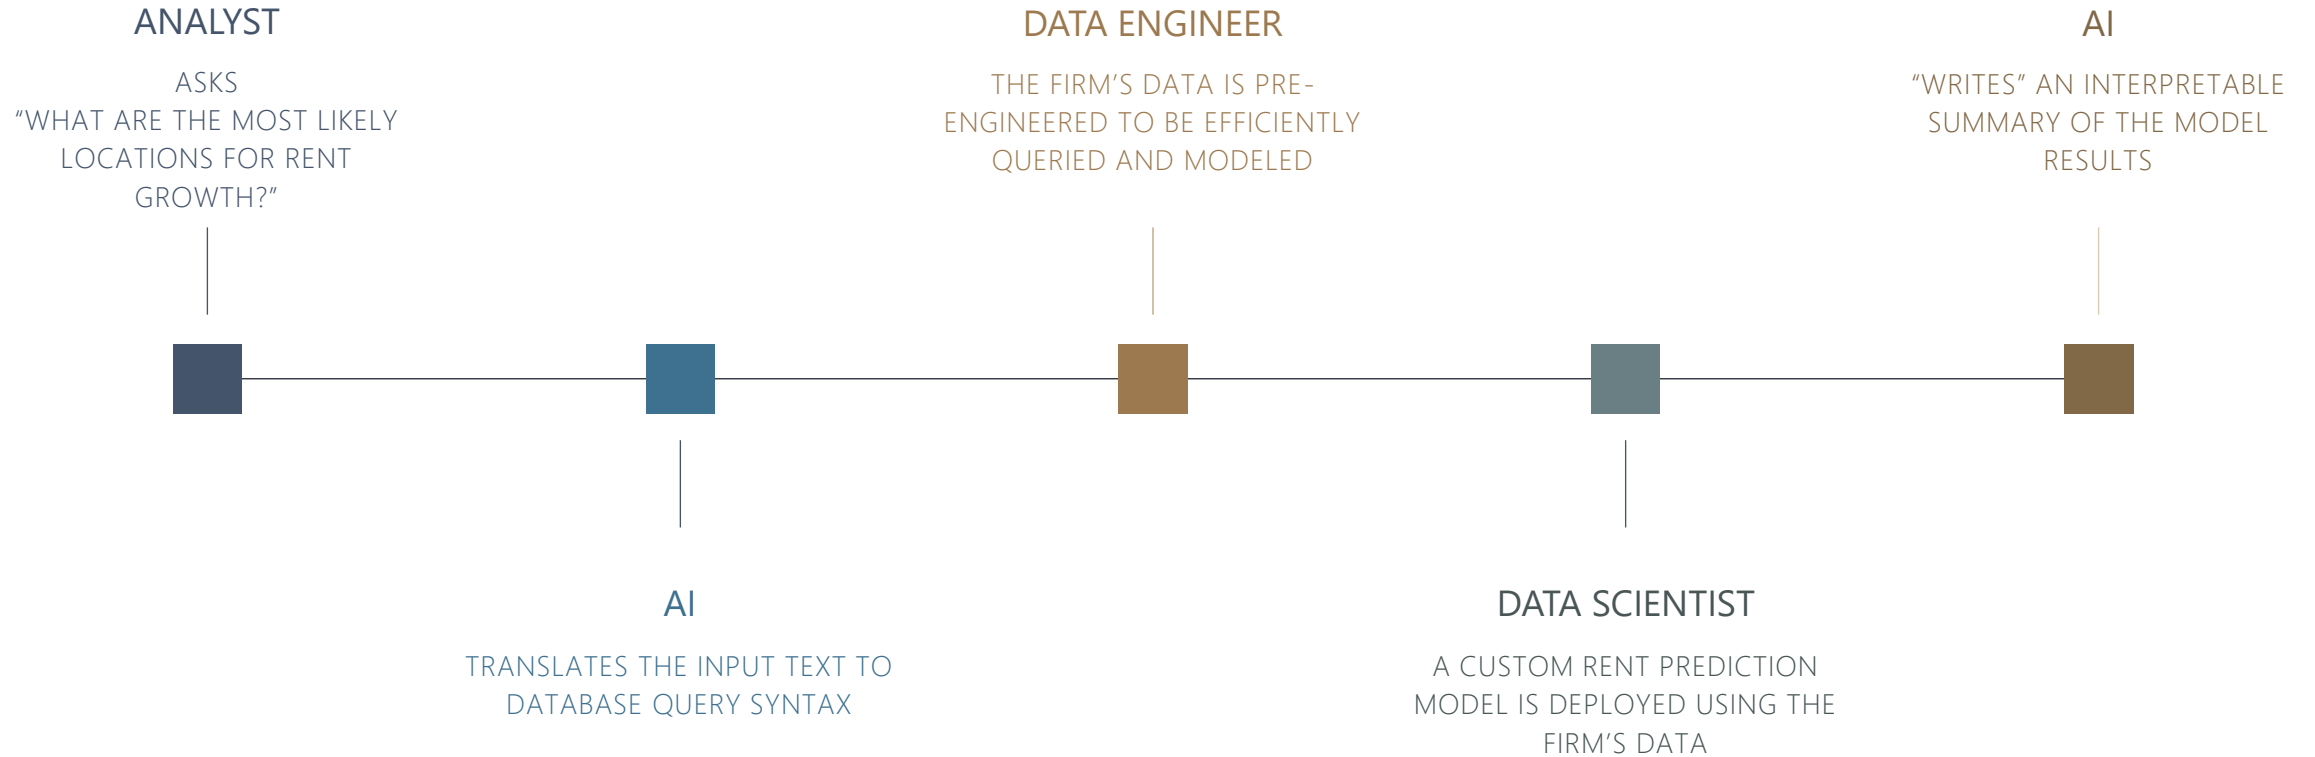 ANALYST
ASKS
“WHAT ARE THE MOST LIKELY
LOCATIONS FOR RENT
GROWTH?”
AI
TRANSLATES THE INPUT TEXT TO
DATABASE QUERY SYNTAX
DATA ENGINEER
THE FIRM’S DATA IS PRE-
ENGINEERED TO BE EFFICIENTLY
QUERIED AND MODELED
DATA SCIENTIST
A CUSTOM RENT PREDICTION
MODEL IS DEPLOYED USING THE
FIRM’S DATA
AI
“WRITES” AN INTERPRETABLE
SUMMARY OF THE MODEL
RESULTS